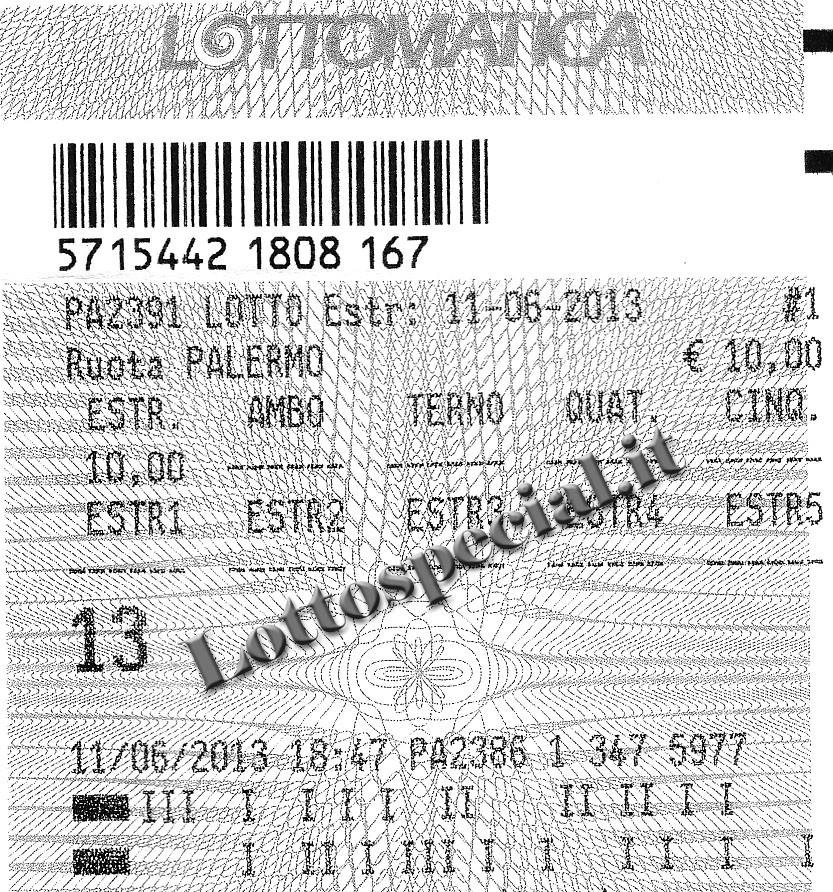 LOTTOMATICA
5715442 1808 167
PA2391 LOTTO Estr: 11-06-2013 #1
Ruota PALERMO € 10,00
ESTR. AMBO TERNO QUAT. CINQ.
10,00
ESTR1 ESTR2 ESTR3 ESTR4 ESTR5
Lottospecial.it
13
11/06/2013 18:47 PA2386 1 347 5977